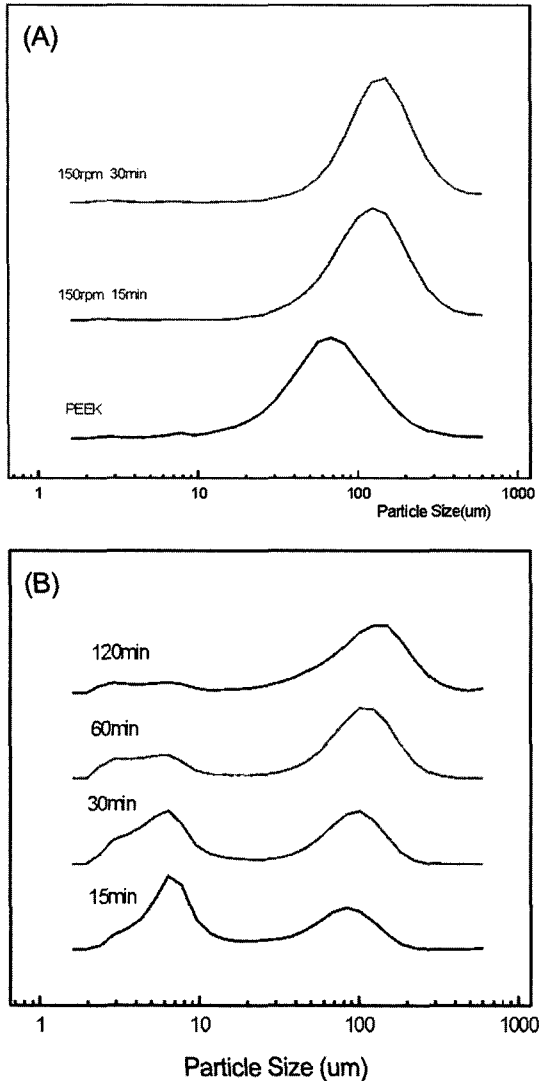 (A)
150rpm 30min
150rpm 15min
PEEK
1 10 100 1000
Particle Size(um)
(B)
120min
60min
30min
15min
1 10 100 1000
Particle Size (um)